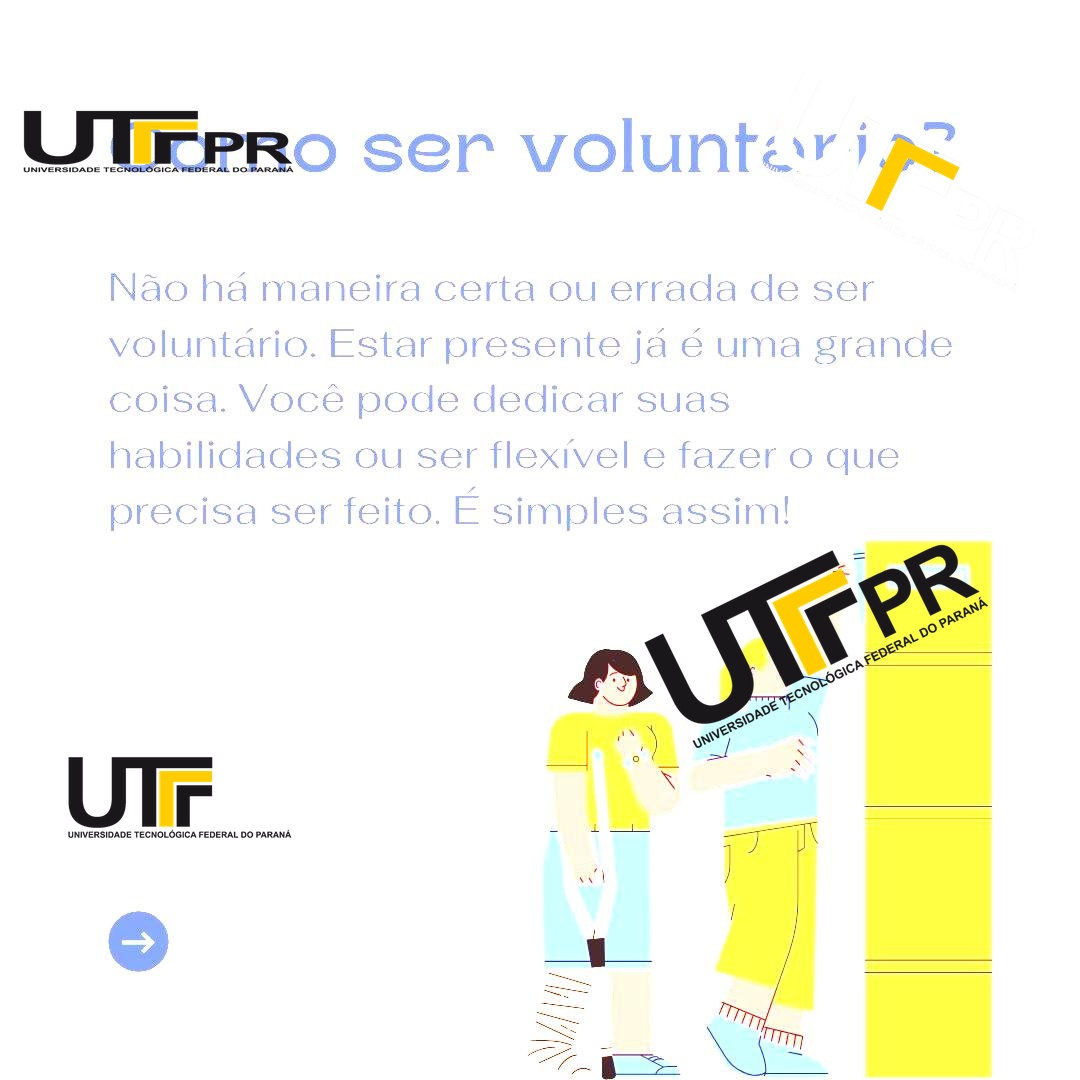 UTFPR
UNIVERSIDADE TECNOLÓGICA FEDERAL DO PARANÁ
Como ser voluntário?
Não há maneira certa ou errada de ser
voluntário. Estar presente já é uma grande
coisa. Você pode dedicar suas
habilidades ou ser flexível e fazer o que
precisa ser feito. É simples assim!
UTFPR
UNIVERSIDADE TECNOLÓGICA FEDERAL DO PARANÁ
UTF
UNIVERSIDADE TECNOLÓGICA FEDERAL DO PARANÁ